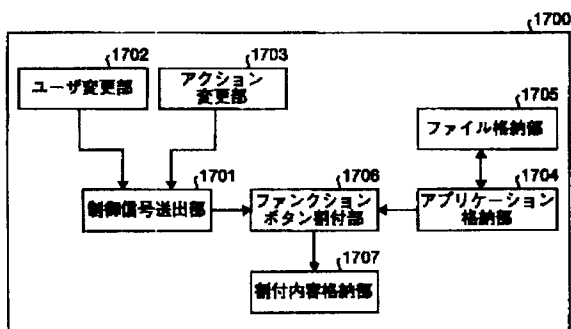 1700
1702
ユーザ変更部
1703
アクション
変更部
1705
ファイル格納部
1701
制御信号送出部
1706
ファンクション
ボタン割付部
1704
アプリケーション
格納部
1707
割付内容格納部